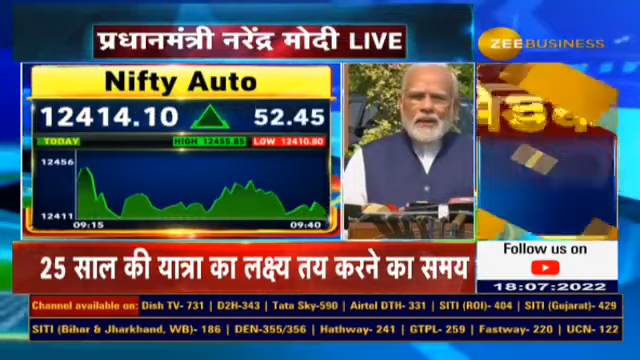 प्रधानमंत्री नरेंद्र मोदी LIVE
ZEE BUSINESS
Nifty Auto
12414.10 52.45
TODAY HIGH 12455.85 LOW 12410.80
12456
12411
09:15 09:40
25 साल की यात्रा का लक्ष्य तय करने का समय
Follow us on
18:07:2022
Channel available on: Dish TV- 731 | D2H-343 | Tata Sky-590 | Airtel DTH- 331 | SITI (ROI)- 404 | SITI (Gujarat)- 429
SITI (Bihar & Jharkhand, WB)- 186 | DEN-355/356 | Hathway- 241 | GTPL- 259 | Fastway- 220 | UCN- 122